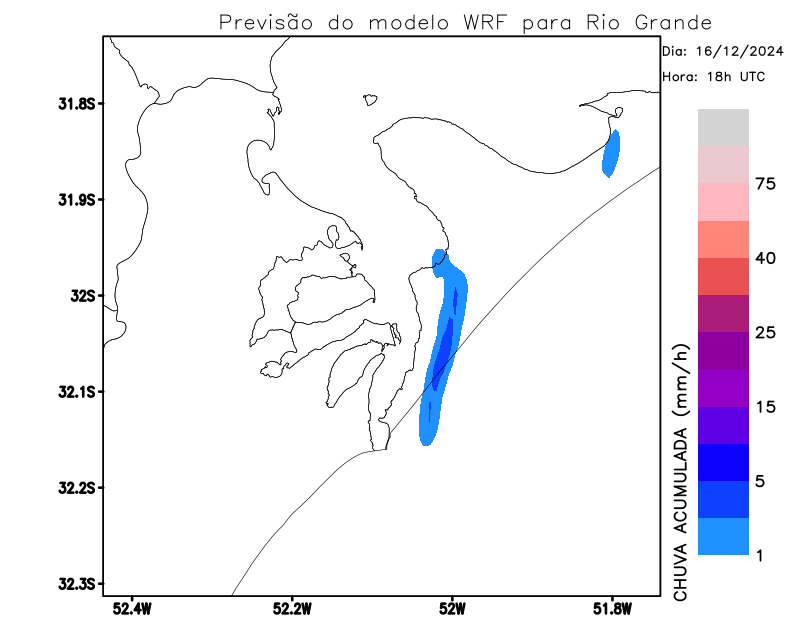 Previsão do modelo WRF para Rio Grande
Dia: 16/12/2024
Hora: 18h UTC
31.8S
31.9S
32S
32.1S
32.2S
32.3S
52.4W
52.2W
52W
51.8W
75
40
25
15
5
1
CHUVA ACUMULADA (mm/h)